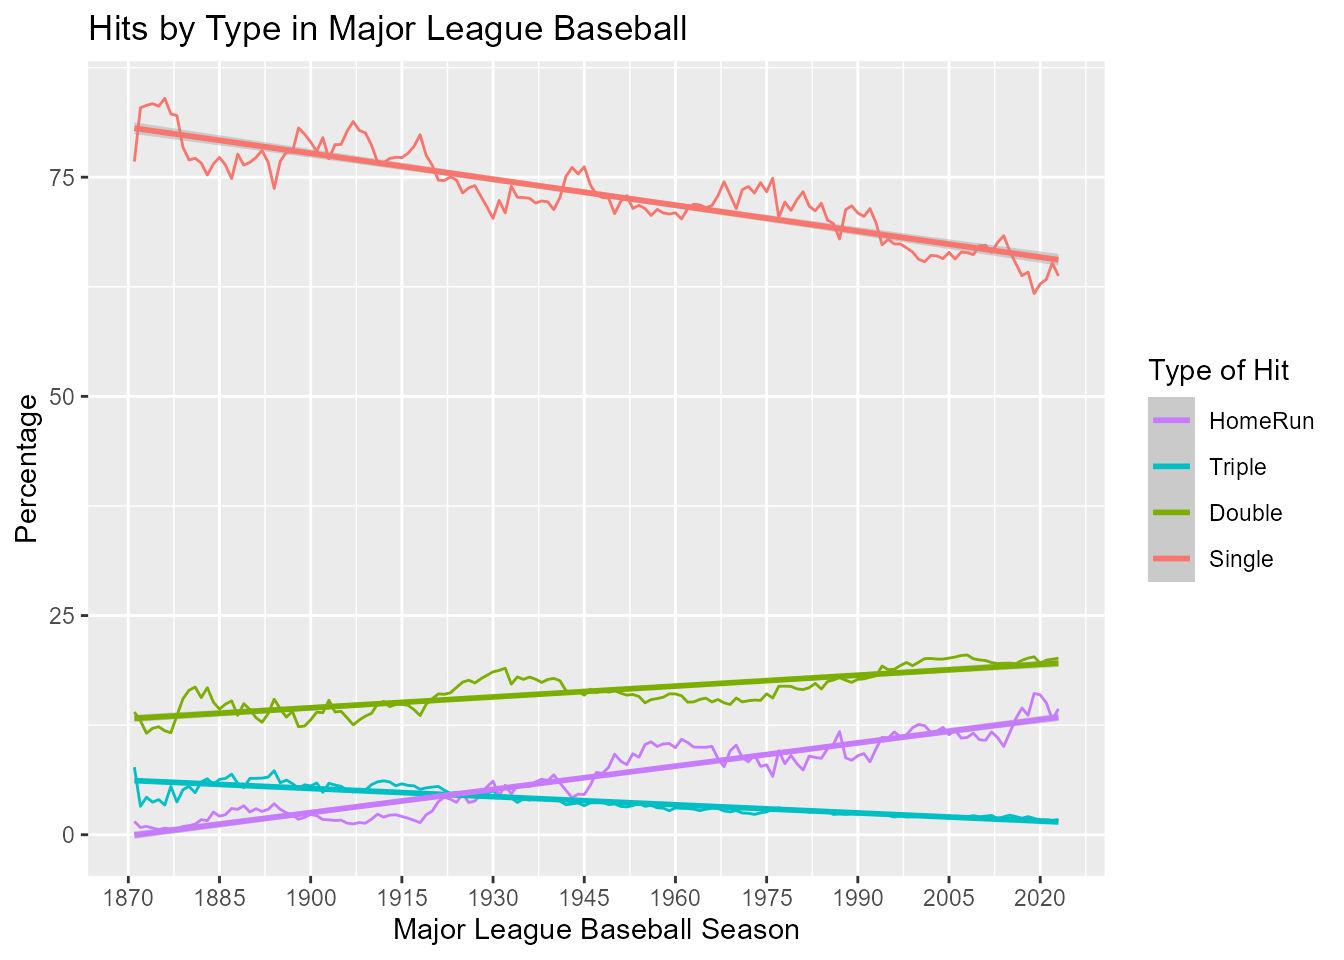 Hits by Type in Major League Baseball
Percentage
75
50
25
0
1870 1885 1900 1915 1930 1945 1960 1975 1990 2005 2020
Major League Baseball Season
Type of Hit
HomeRun
Triple
Double
Single